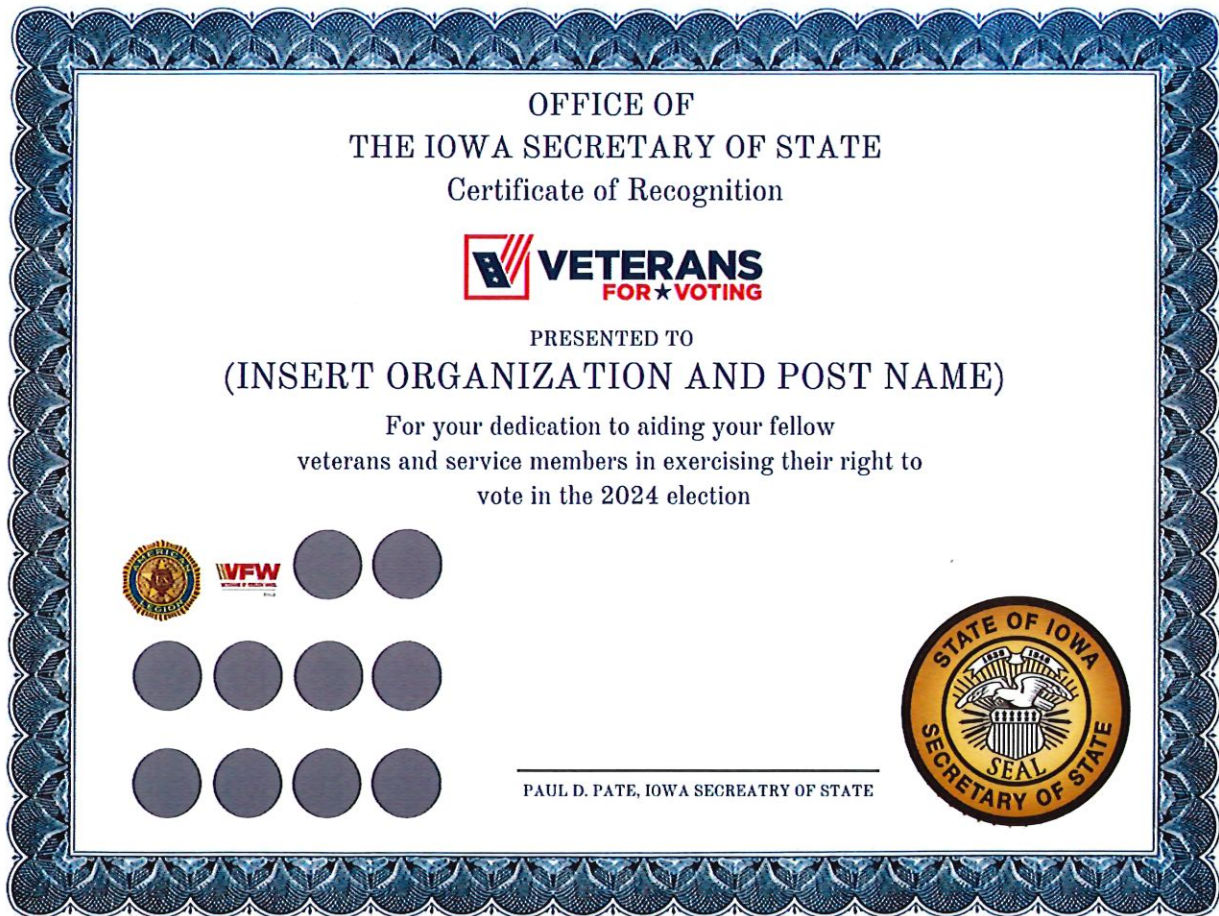 OFFICE OF
THE IOWA SECRETARY OF STATE
Certificate of Recognition
VETERANS
FOR★VOTING
PRESENTED TO
(INSERT ORGANIZATION AND POST NAME)
For your dedication to aiding your fellow
veterans and service members in exercising their right to
vote in the 2024 election
AMERICAN
LEGION
VFW
PAUL D. PATE, IOWA SECREATRY OF STATE
STATE OF IOWA
SEAL
SECRETARY OF STATE